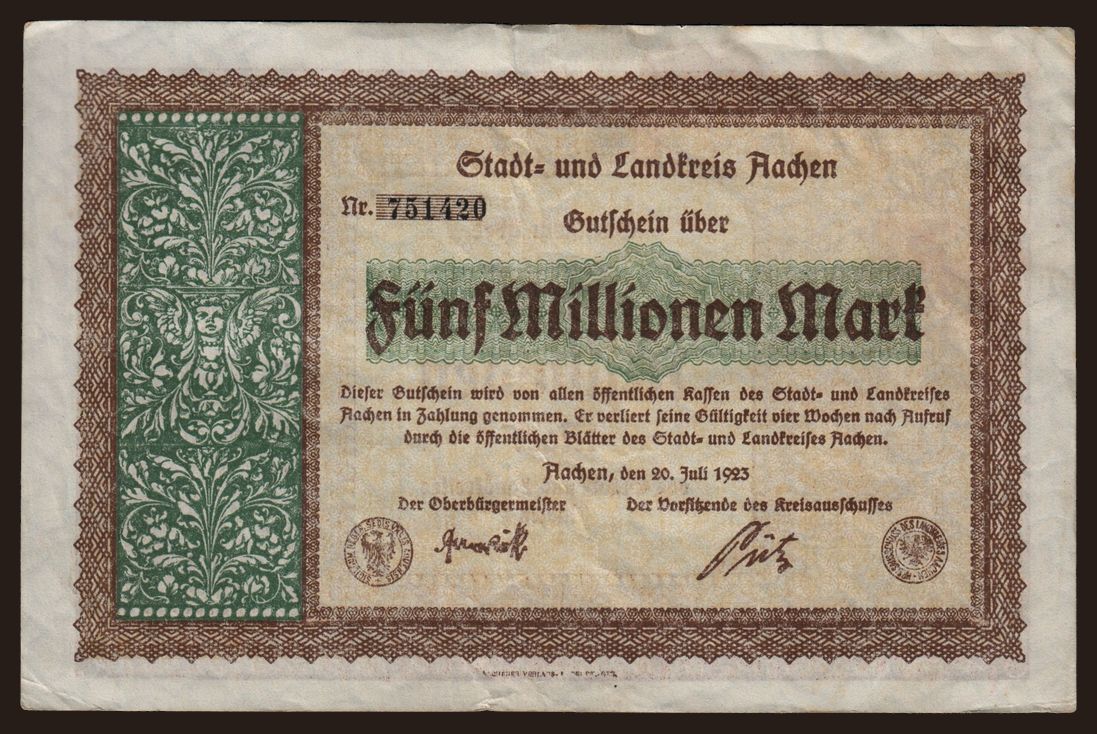 Stadt- und Landkreis Aachen
Nr. 751420
Gutschein über
Fünf Millionen Mark
Dieser Gutschein wird von allen öffentlichen Kassen des Stadt- und Landkreises
Aachen in Zahlung genommen. Er verliert seine Gültigkeit vier Wochen nach Aufruf
durch die öffentlichen Blätter des Stadt- und Landkreises Aachen.
Aachen, den 20. Juli 1923
Der Oberbürgermeister
Der Vorsitzende des Kreisausschusses